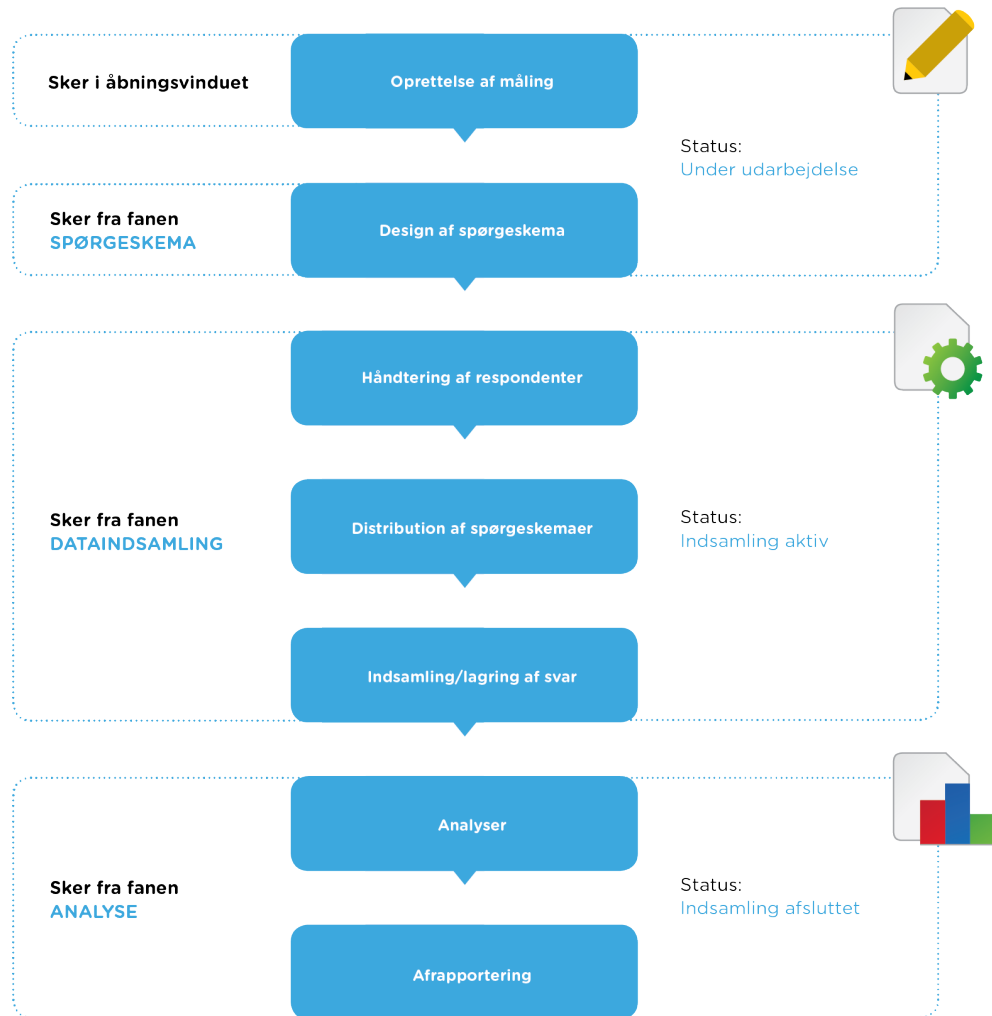 Sker i åbningsvinduet
Oprettelse af måling
Status:
Under udarbejdelse
Sker fra fanen
SPØRGESKEMA
Design af spørgeskema
Håndtering af respondenter
Sker fra fanen
DATAINDSAMLING
Distribution af spørgeskemaer
Status:
Indsamling aktiv
Indsamling/lagring af svar
Analyser
Sker fra fanen
ANALYSE
Status:
Indsamling afsluttet
Afrapportering